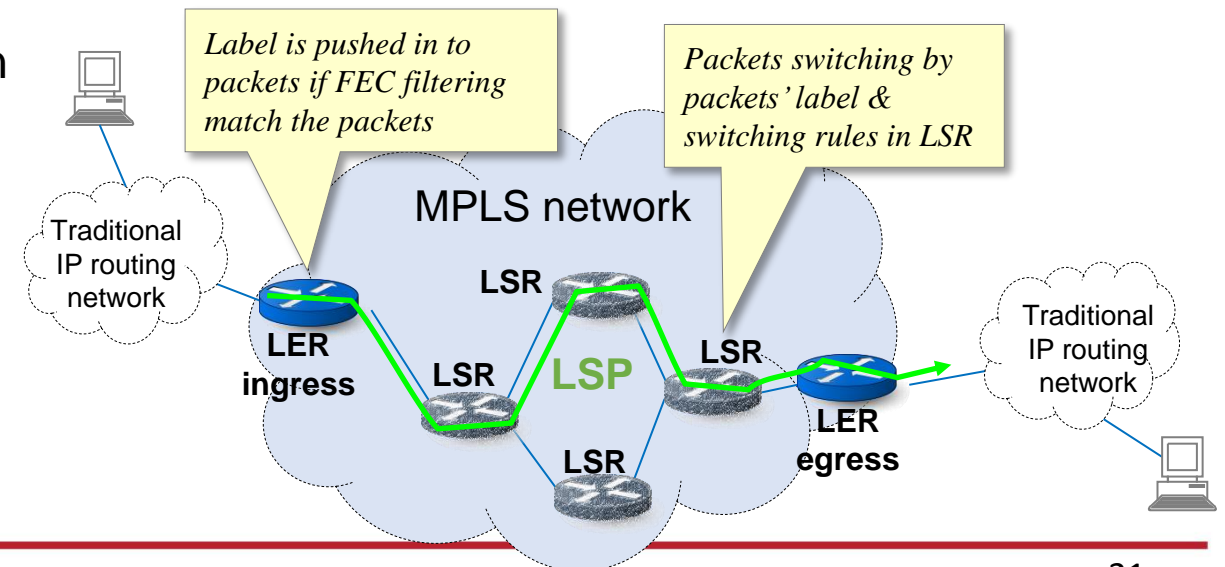 n
Label is pushed in to
packets if FEC filtering
match the packets
Packets switching by
packets’ label &
switching rules in LSR
MPLS network
Traditional
IP routing
network
LSR
LER
ingress
LSR
LSP
LSR
LSR
LER
egress
Traditional
IP routing
network